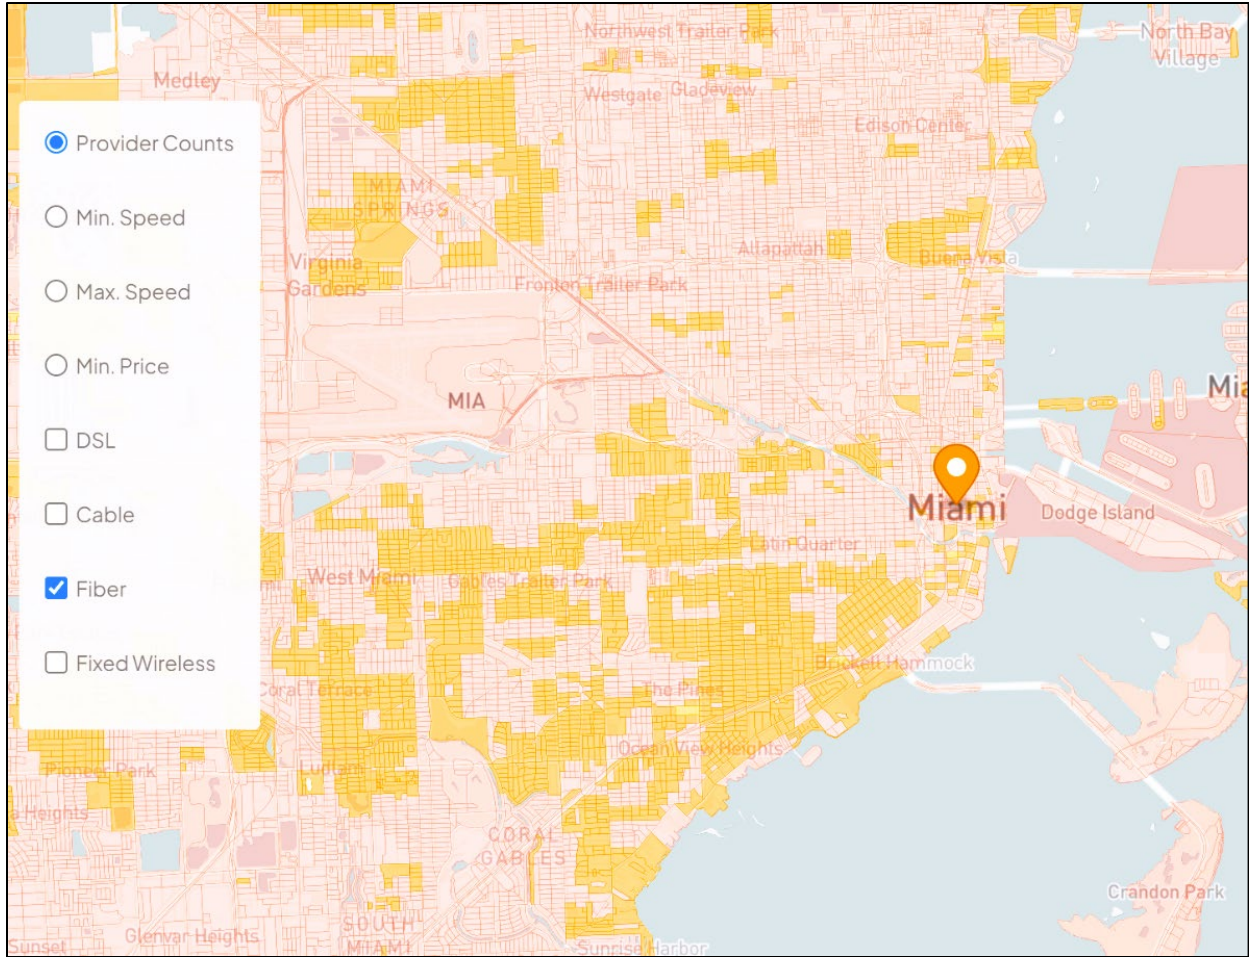 Northwest Trailer Park
North Bay
Village
Medley
Westgate
Gladeview
Edison Center
Provider Counts
MIAMI
SPRINGS
Min. Speed
Allapattah
Buena Vista
Virginia
Gardens
Fronton Trailer Park
Max. Speed
Min. Price
MIA
Mia
DSL
Cable
Miami
Dodge Island
Latin Quarter
West Miami
Gables Trailer Park
Fiber
Fixed Wireless
Brickell Hammock
Coral Terrace
The Pines
Ocean View Heights
Pioneer Park
Ludlam
a Heights
CORAL
GABLES
Crandon Park
SOUTH
MIAMI
Glenvar Heights
Sunset
Sunrise Harbor